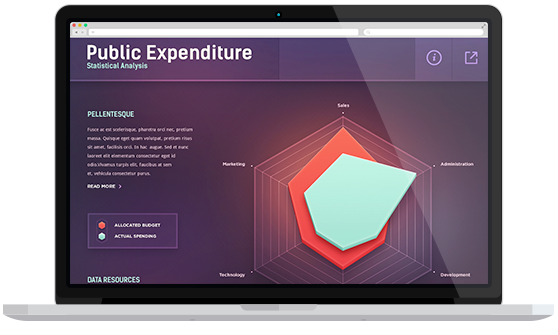 Public Expenditure
Statistical Analysis
Sales
PELLENTESQUE
Fusce ac est scelerisque, pharetra orci nec, pretium
massa. Quisque eget quam volutpat, pretium risus
sit amet, facilisis orci. In hac augue. Sed et nunc
laoreet elit elementum consectetur eget id
odio.Vivamus turpis elit, faucibus at sem
et, vehicula consectetur purus.
Marketing
Administration
READ MORE >
ALLOCATED BUDGET
ACTUAL SPENDING
Technology
Development
DATA RESOURCES